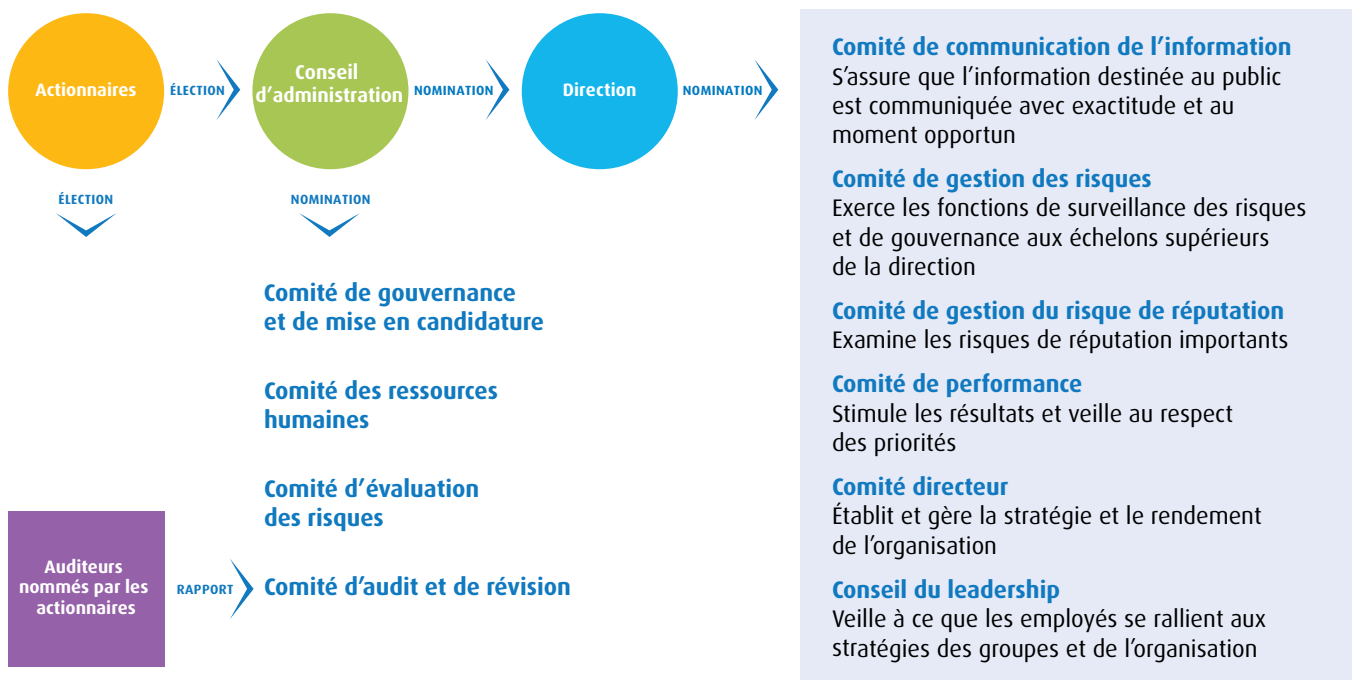 Actionnaires
ÉLECTION
Conseil
d’administration
NOMINATION
Direction
NOMINATION
ÉLECTION
NOMINATION
Comité de gouvernance
et de mise en candidature
Comité des ressources
humaines
Comité d’évaluation
des risques
Auditeurs
nommés par les
actionnaires
RAPPORT
Comité d’audit et de révision
Comité de communication de l’information
S’assure que l’information destinée au public
est communiquée avec exactitude et au
moment opportun
Comité de gestion des risques
Exerce les fonctions de surveillance des risques
et de gouvernance aux échelons supérieurs
de la direction
Comité de gestion du risque de réputation
Examine les risques de réputation importants
Comité de performance
Stimule les résultats et veille au respect
des priorités
Comité directeur
Établit et gère la stratégie et le rendement
de l’organisation
Conseil du leadership
Veille à ce que les employés se rallient aux
stratégies des groupes et de l’organisation